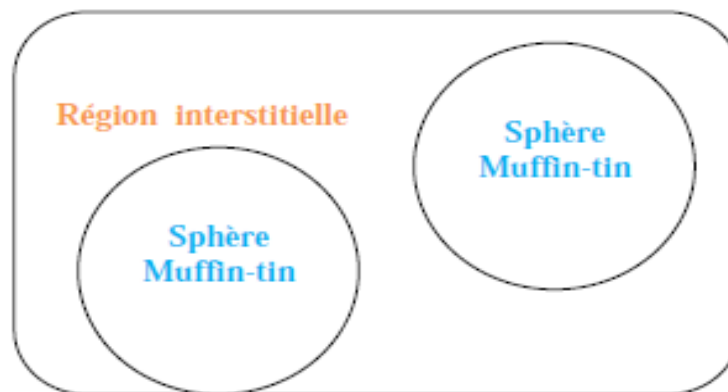 Région interstitielle
Sphère
Muffin-tin
Sphère
Muffin-tin